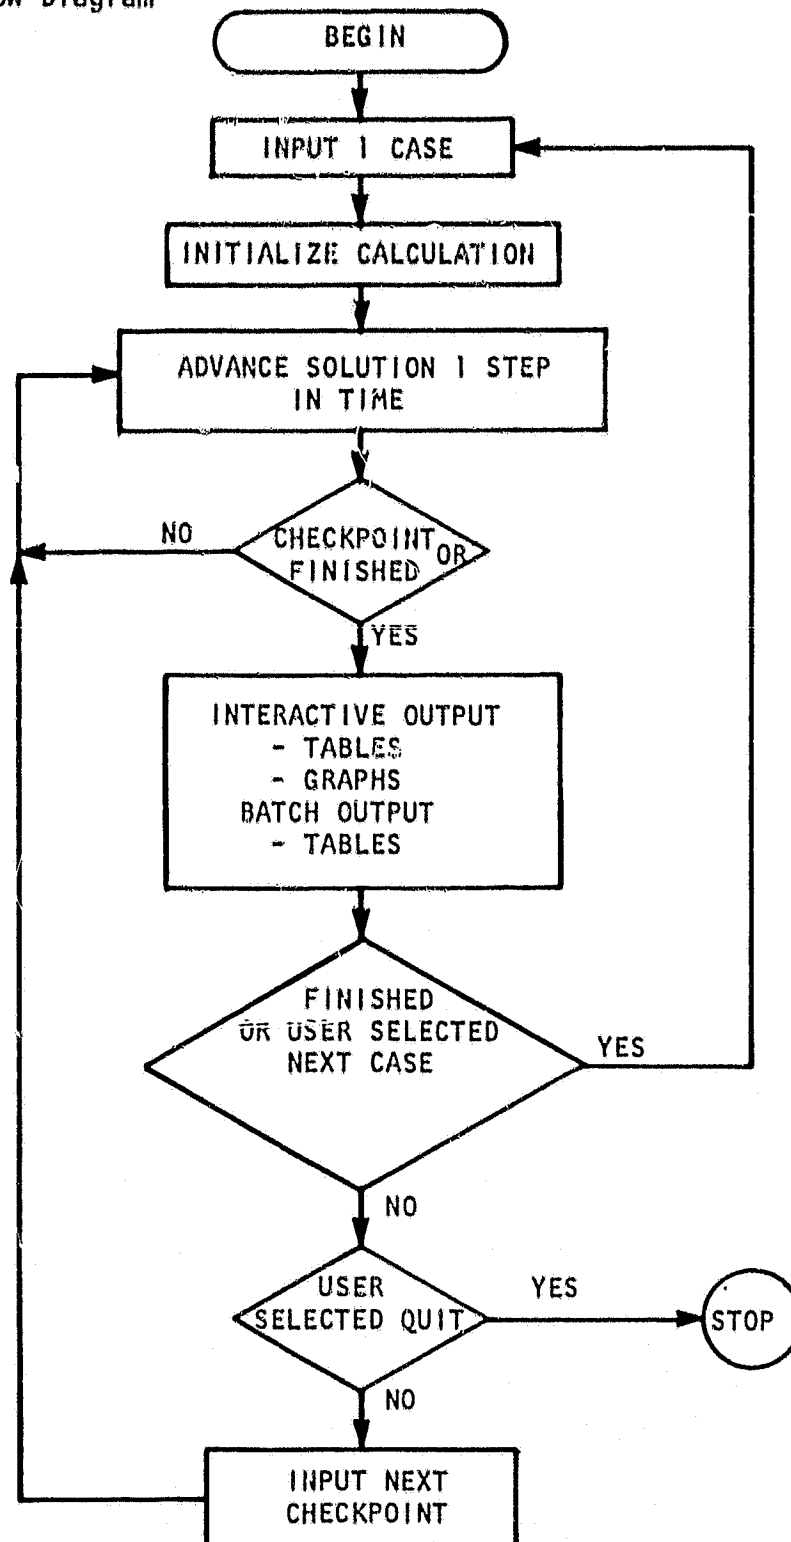 Diagram
BEGIN
INPUT 1 CASE
INITIALIZE CALCULATION
ADVANCE SOLUTION 1 STEP
IN TIME
NO
CHECKPOINT OR
FINISHED
YES
INTERACTIVE OUTPUT
- TABLES
- GRAPHS
BATCH OUTPUT
- TABLES
FINISHED
OR USER SELECTED
NEXT CASE
YES
NO
USER
SELECTED QUIT
YES
STOP
NO
INPUT NEXT
CHECKPOINT